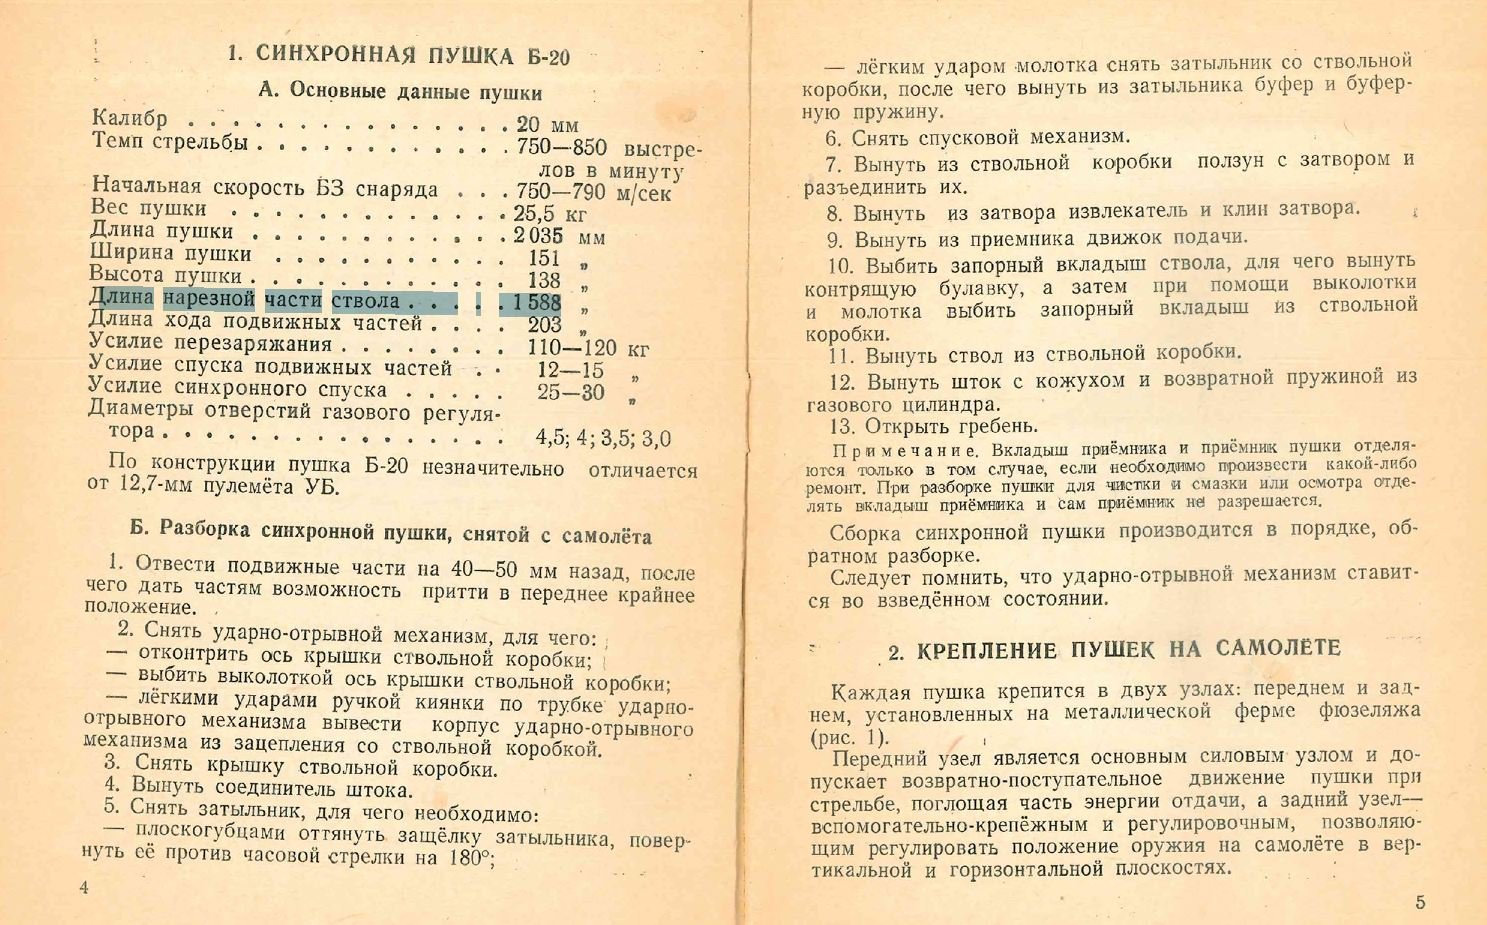 1. СИНХРОННАЯ ПУШКА Б-20
А. Основные данные пушки
Калибр . . . . . . . . . . . . . . . 20 мм
Темп стрельбы . . . . . . . . . . . . 750—850 выстре-
лов в минуту
Начальная скорость БЗ снаряда . . . 750—790 м/сек
Вес пушки . . . . . . . . . . . . . 25,5 кг
Длина пушки . . . . . . . . . . . . 2 035 мм
Ширина пушки . . . . . . . . . . . 151 „
Высота пушки . . . . . . . . . . . 138 „
Длина нарезной части ствола . . . . . 1 588 „
Длина хода подвижных частей . . . . 203 „
Усилие перезаряжания . . . . . . . . 110—120 кг
Усилие спуска подвижных частей . . 12—15 „
Усилие синхронного спуска . . . . . 25—30 „
Диаметры отверстий газового регуля-
тора . . . . . . . . . . . . . . . 4,5; 4; 3,5; 3,0
По конструкции пушка Б-20 незначительно отличается
от 12,7-мм пулемёта УБ.
Б. Разборка синхронной пушки, снятой с самолёта
1. Отвести подвижные части на 40—50 мм назад, после
чего дать частям возможность притти в переднее крайнее
положение.
2. Снять ударно-отрывной механизм, для чего:
— отконтрить ось крышки ствольной коробки;
— выбить выколоткой ось крышки ствольной коробки;
— лёгкими ударами ручкой киянки по трубке ударно-
отрывного механизма вывести корпус ударно-отрывного
механизма из зацепления со ствольной коробкой.
3. Снять крышку ствольной коробки.
4. Вынуть соединитель штока.
5. Снять затыльник, для чего необходимо:
— плоскогубцами оттянуть защёлку затыльника, повер-
нуть её против часовой стрелки на 180°;
4
— лёгким ударом молотка снять затыльник со ствольной
коробки, после чего вынуть из затыльника буфер и буфер-
ную пружину.
6. Снять спусковой механизм.
7. Вынуть из ствольной коробки ползун с затвором и
разъединить их.
8. Вынуть из затвора извлекатель и клин затвора.
9. Вынуть из приемника движок подачи.
10. Выбить запорный вкладыш ствола, для чего вынуть
контрящую булавку, а затем при помощи выколотки
и молотка выбить запорный вкладыш из ствольной
коробки.
11. Вынуть ствол из ствольной коробки.
12. Вынуть шток с кожухом и возвратной пружиной из
газового цилиндра.
13. Открыть гребень.
Примечание. Вкладыш приёмника и приёмник пушки отделя-
ются только в том случае, если необходимо произвести какой-либо
ремонт. При разборке пушки для чистки и смазки или осмотра отде-
лять вкладыш приёмника и сам приёмник не разрешается.
Сборка синхронной пушки производится в порядке, об-
ратном разборке.
Следует помнить, что ударно-отрывной механизм ставит-
ся во взведённом состоянии.
2. КРЕПЛЕНИЕ ПУШЕК НА САМОЛЁТЕ
Каждая пушка крепится в двух узлах: переднем и зад-
нем, установленных на металлической ферме фюзеляжа
(рис. 1).
Передний узел является основным силовым узлом и до-
пускает возвратно-поступательное движение пушки при
стрельбе, поглощая часть энергии отдачи, а задний узел—
вспомогательно-крепёжным и регулировочным, позволяю-
щим регулировать положение оружия на самолёте в вер-
тикальной и горизонтальной плоскостях.
5